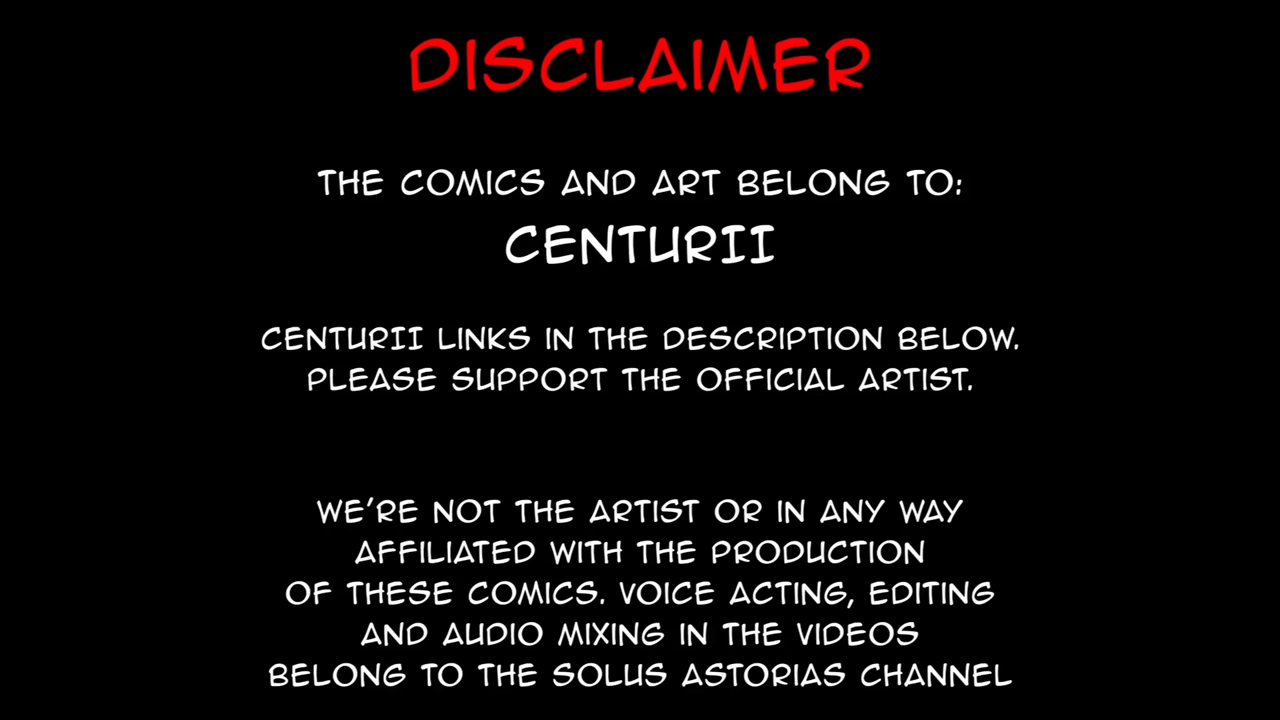 DISCLAIMER
THE COMICS AND ART BELONG TO:
CENTURII
CENTURII LINKS IN THE DESCRIPTION BELOW.
PLEASE SUPPORT THE OFFICIAL ARTIST.
WE'RE NOT THE ARTIST OR IN ANY WAY
AFFILIATED WITH THE PRODUCTION
OF THESE COMICS. VOICE ACTING, EDITING
AND AUDIO MIXING IN THE VIDEOS
BELONG TO THE SOLUS ASTORIAS CHANNEL